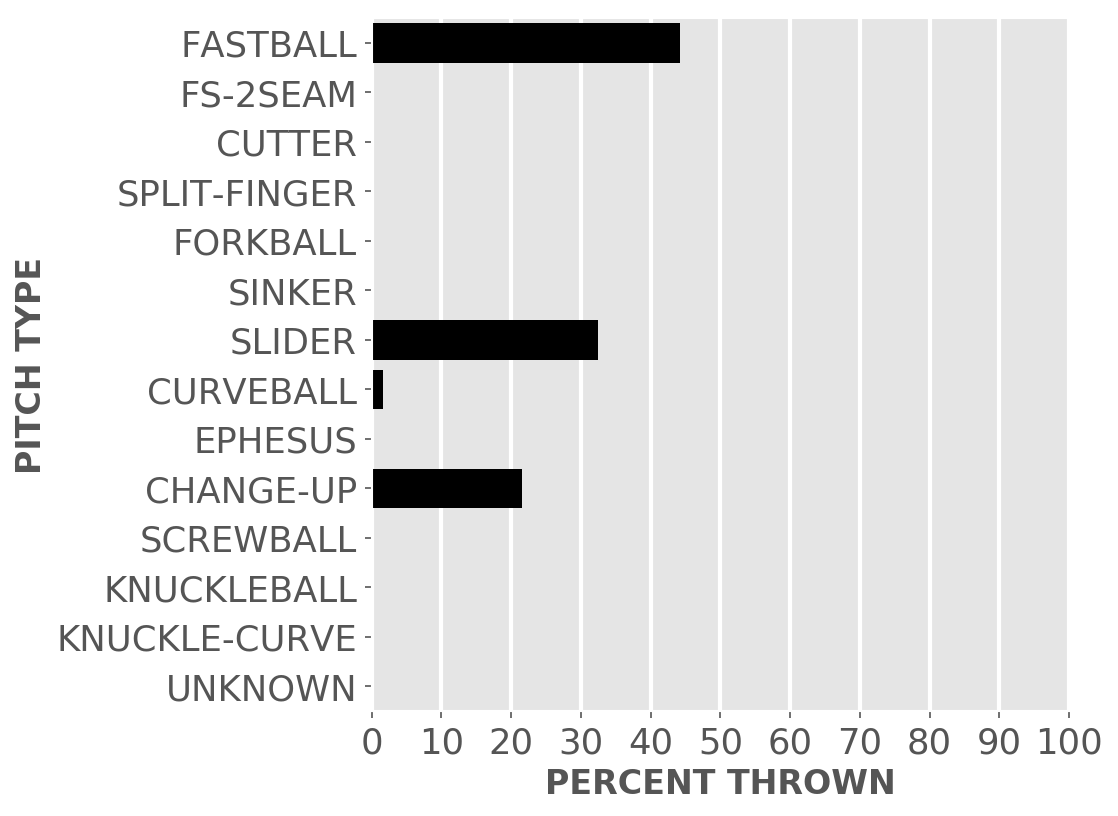 FASTBALL
FS-2SEAM
CUTTER
SPLIT-FINGER
FORKBALL
SINKER
SLIDER
CURVEBALL
EPHESUS
CHANGE-UP
SCREWBALL
KNUCKLEBALL
KNUCKLE-CURVE
UNKNOWN
PITCH TYPE
0 10 20 30 40 50 60 70 80 90 100
PERCENT THROWN